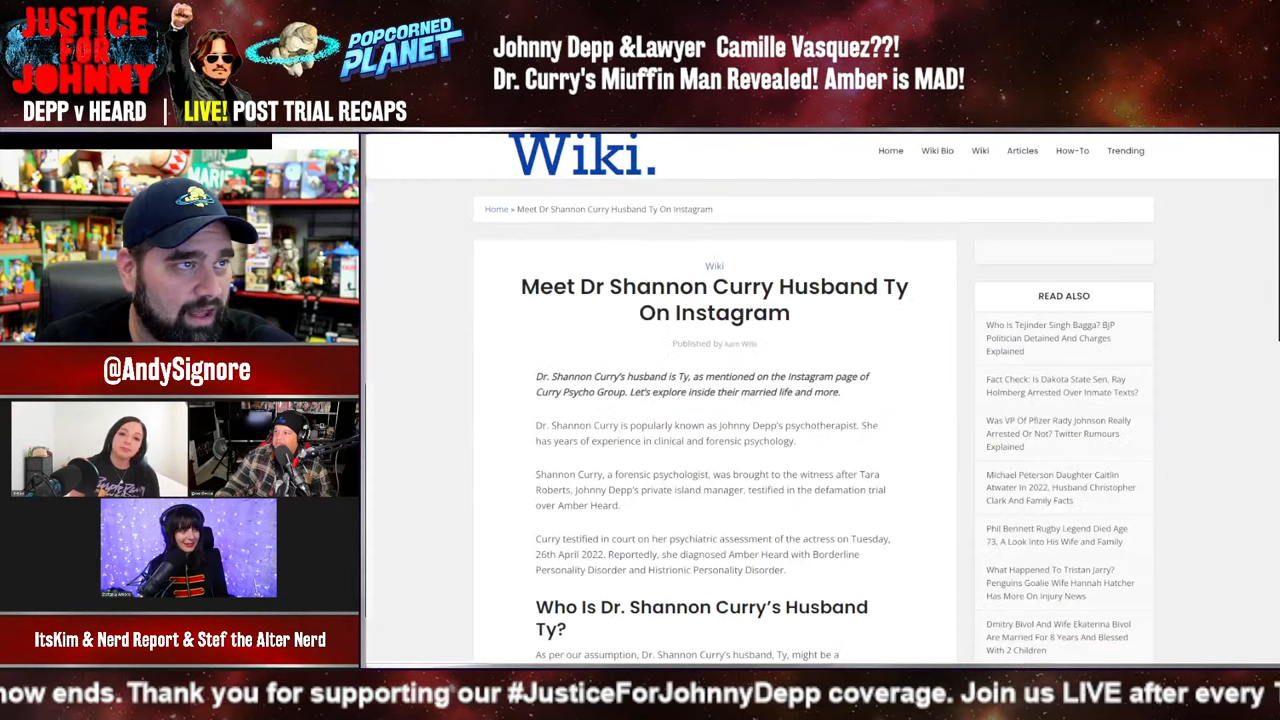 JUSTICE
FOR
JOHNNY
POPCORNED
PLANET
DEPP v HEARD | LIVE! POST TRIAL RECAPS
Johnny Depp &Lawyer Camille Vasquez??!
Dr. Curry's Miuffin Man Revealed! Amber is MAD!
MARIE
@AndySignore
ItsKim & Nerd Report & Stef the Alter Nerd
Wiki.
Home Wiki Bio Wiki Articles How-To Trending
Home » Meet Dr Shannon Curry Husband Ty On Instagram
Wiki
Meet Dr Shannon Curry Husband Ty
On Instagram
Published by Kam Willi
Dr. Shannon Curry's husband is Ty, as mentioned on the Instagram page of
Curry Psycho Group. Let's explore inside their married life and more.
Dr. Shannon Curry is popularly known as Johnny Depp's psychotherapist. She
has years of experience in clinical and forensic psychology.
Shannon Curry, a forensic psychologist, was brought to the witness after Tara
Roberts, Johnny Depp's private island manager, testified in the defamation trial
over Amber Heard.
Curry testified in court on her psychiatric assessment of the actress on Tuesday,
26th April 2022. Reportedly, she diagnosed Amber Heard with Borderline
Personality Disorder and Histrionic Personality Disorder.
Who Is Dr. Shannon Curry's Husband
Ty?
As per our assumption, Dr. Shannon Curry's husband, Ty, might be a
READ ALSO
Who is Tejinder Singh Bagga? BJP
Politician Detained And Charges
Explained
Fact Check: Is Dakota State Sen. Ray
Holmberg Arrested Over Inmate Texts?
Was VP Of Pfizer Rady Johnson Really
Arrested Or Not? Twitter Rumours
Explained
Michael Peterson Daughter Caitlin
Atwater In 2022, Husband Christopher
Clark And Family Facts
Phil Bennett Rugby Legend Died Age
73, A Look Into His Wife and Family
What Happened To Tristan Jarry?
Penguins Goalie Wife Hannah Hatcher
Has More On Injury News
Dmitry Bivol And Wife Ekaterina Bivol
Are Married For 8 Years And Blessed
With 2 Children
now ends. Thank you for supporting our #JusticeForJohnnyDepp coverage. Join us LIVE after every